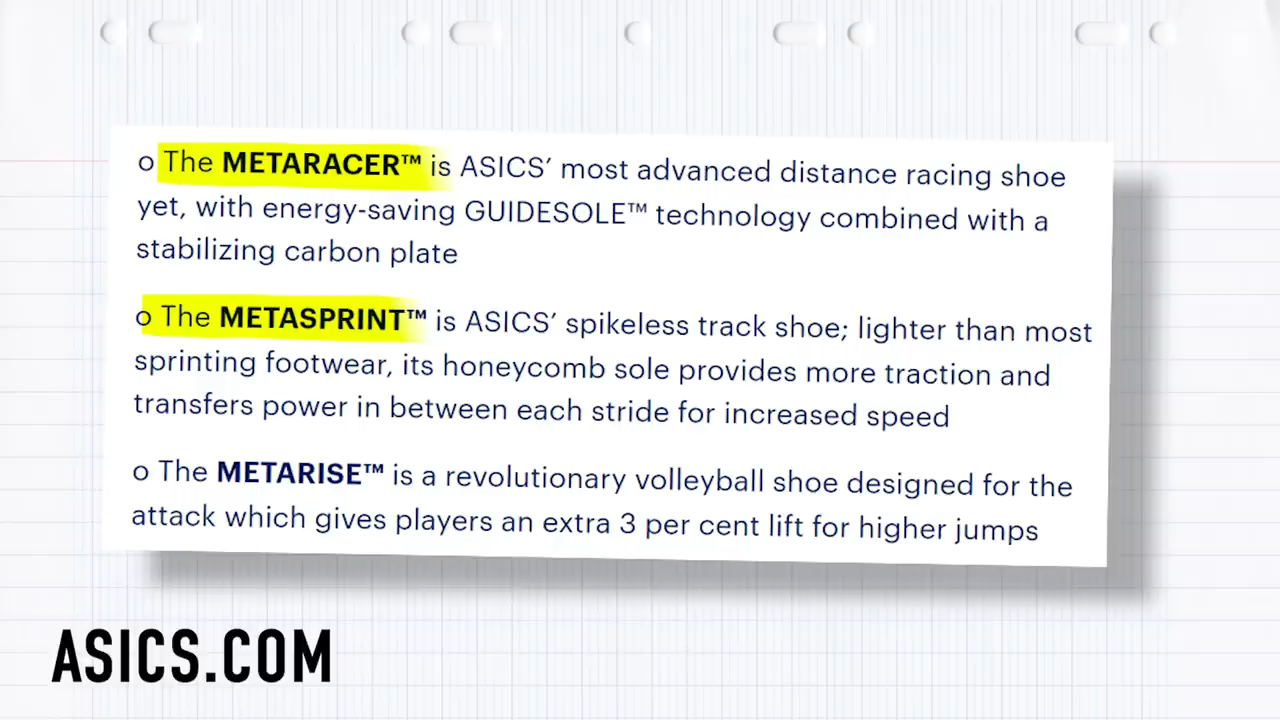 o The METARACER™ is ASICS’ most advanced distance racing shoe
yet, with energy-saving GUIDESOLE™ technology combined with a
stabilizing carbon plate
o The METASPRINT™ is ASICS’ spikeless track shoe; lighter than most
sprinting footwear, its honeycomb sole provides more traction and
transfers power in between each stride for increased speed
o The METARISE™ is a revolutionary volleyball shoe designed for the
attack which gives players an extra 3 per cent lift for higher jumps
ASICS.COM